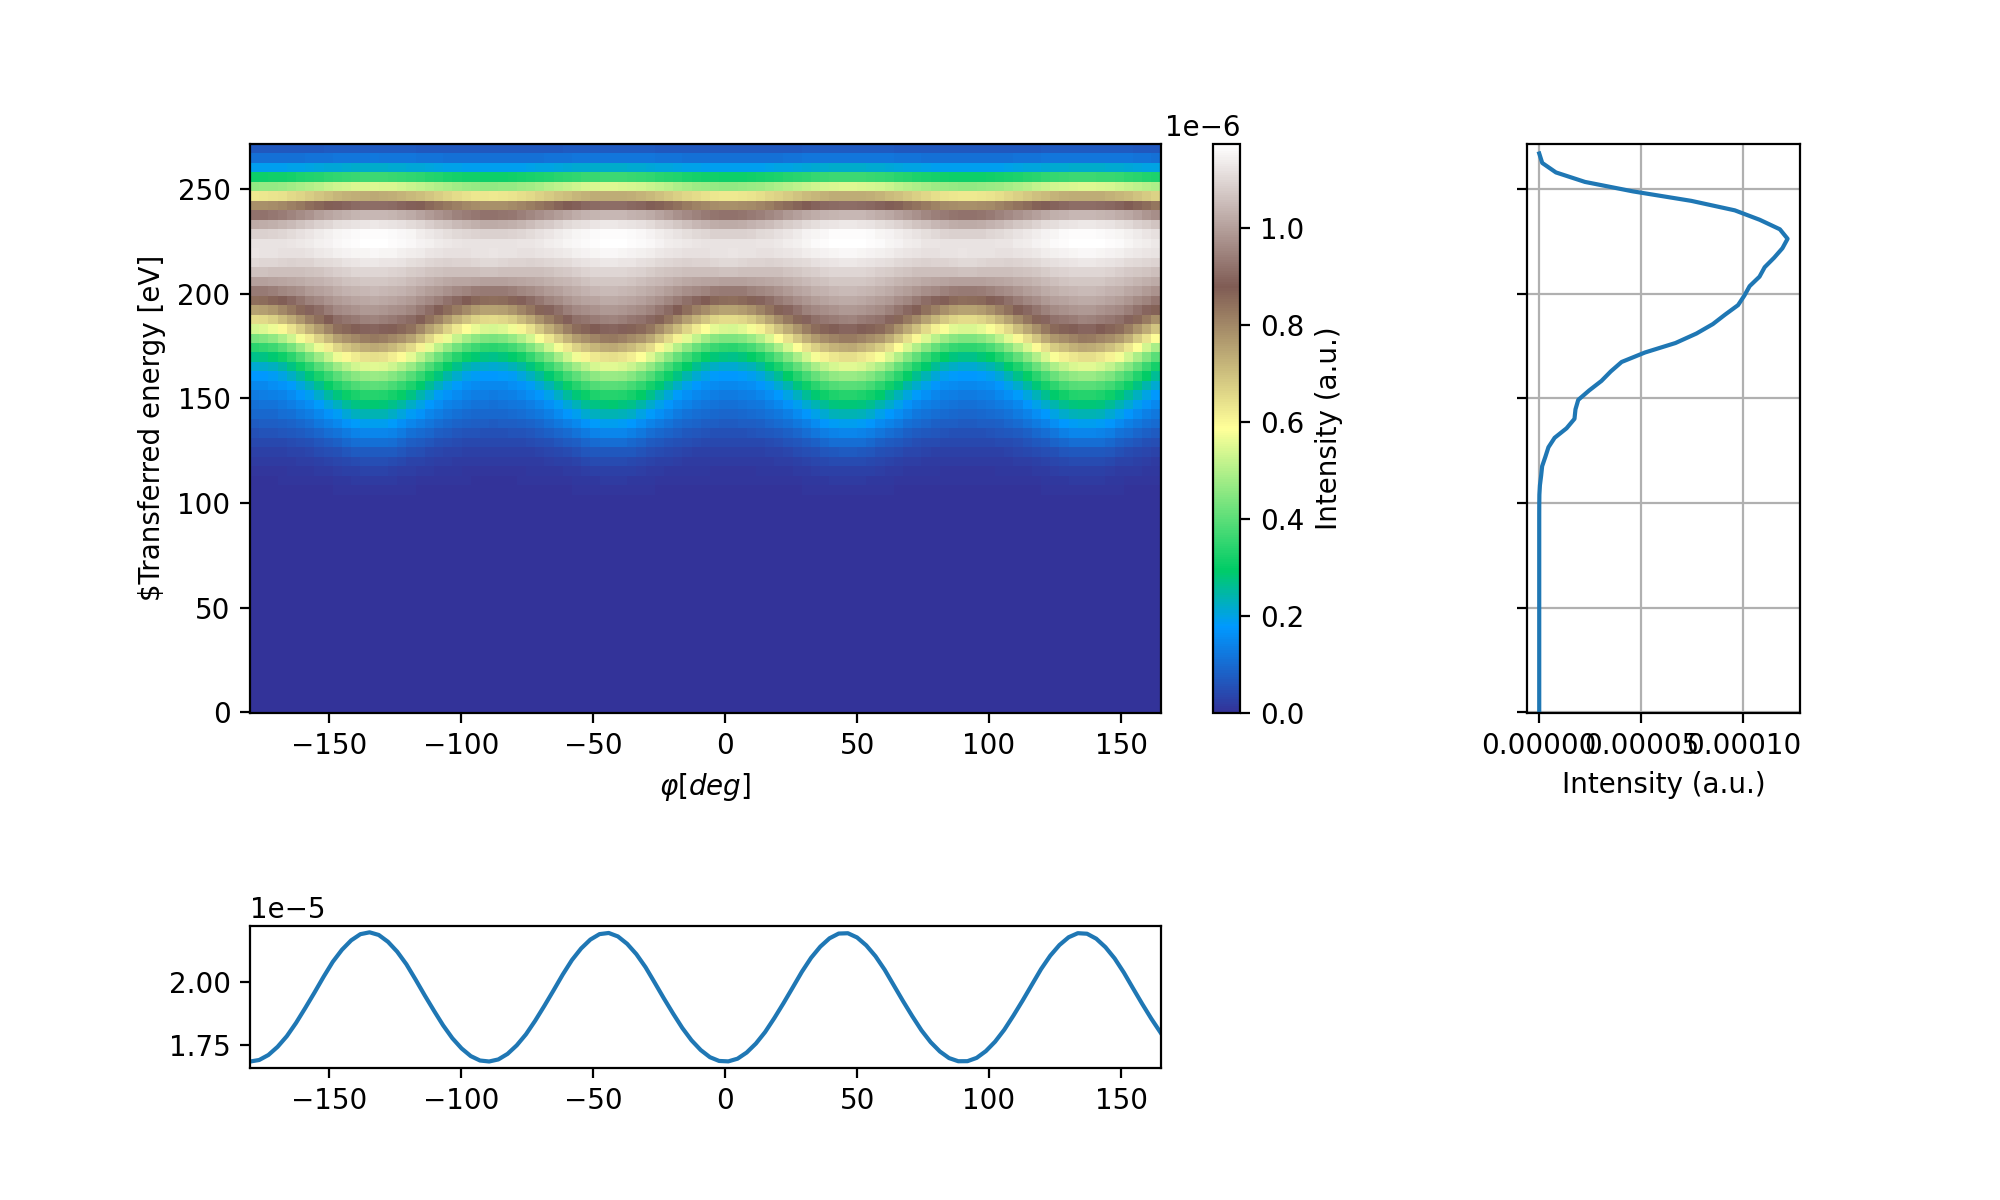 1e−6
250
200
150
100
50
0
$Transferred energy [eV]
−150 −100 −50 0 50 100 150
φ[deg]
1.0
0.8
0.6
0.4
0.2
0.0
Intensity (a.u.)
0.00000 0.00005 0.00010
Intensity (a.u.)
1e−5
2.00
1.75
−150 −100 −50 0 50 100 150